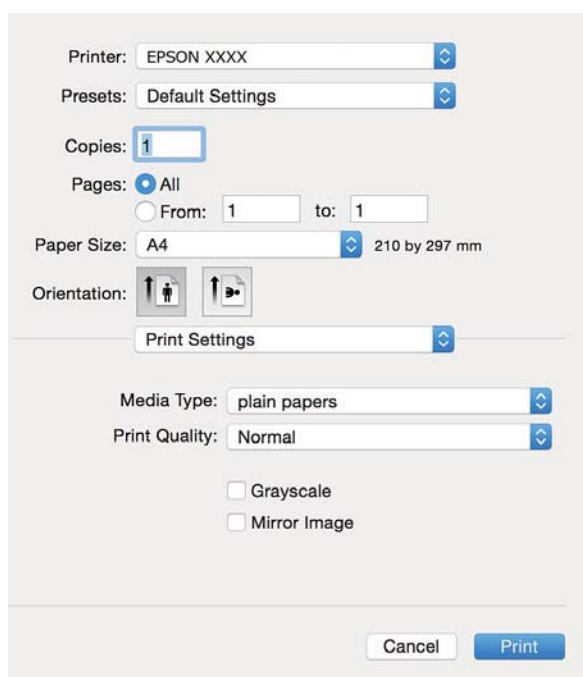 Printer: EPSON XXXX
Presets: Default Settings
Copies: 1
Pages: All
From: 1 to: 1
Paper Size: A4 210 by 297 mm
Orientation:
Print Settings
Media Type: plain papers
Print Quality: Normal
Grayscale
Mirror Image
Cancel Print